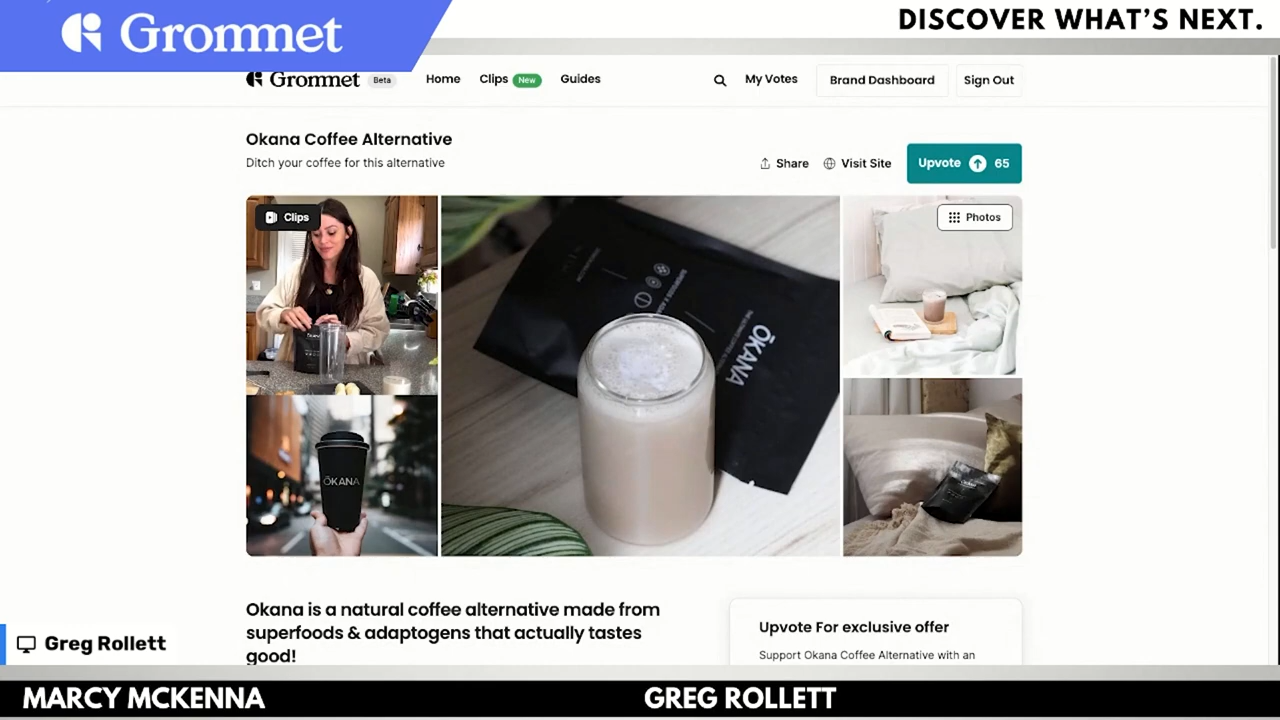 Grommet
DISCOVER WHAT'S NEXT.
Grommet Beta Home Clips New Guides My Votes Brand Dashboard Sign Out
Okana Coffee Alternative
Ditch your coffee for this alternative
Share Visit Site Upvote 65
Clips
Photos
ŌKANA
ŌKANA
Okana is a natural coffee alternative made from
superfoods & adaptogens that actually tastes
good!
Upvote For exclusive offer
Support Okana Coffee Alternative with an
Greg Rollett
MARCY MCKENNA
GREG ROLLETT